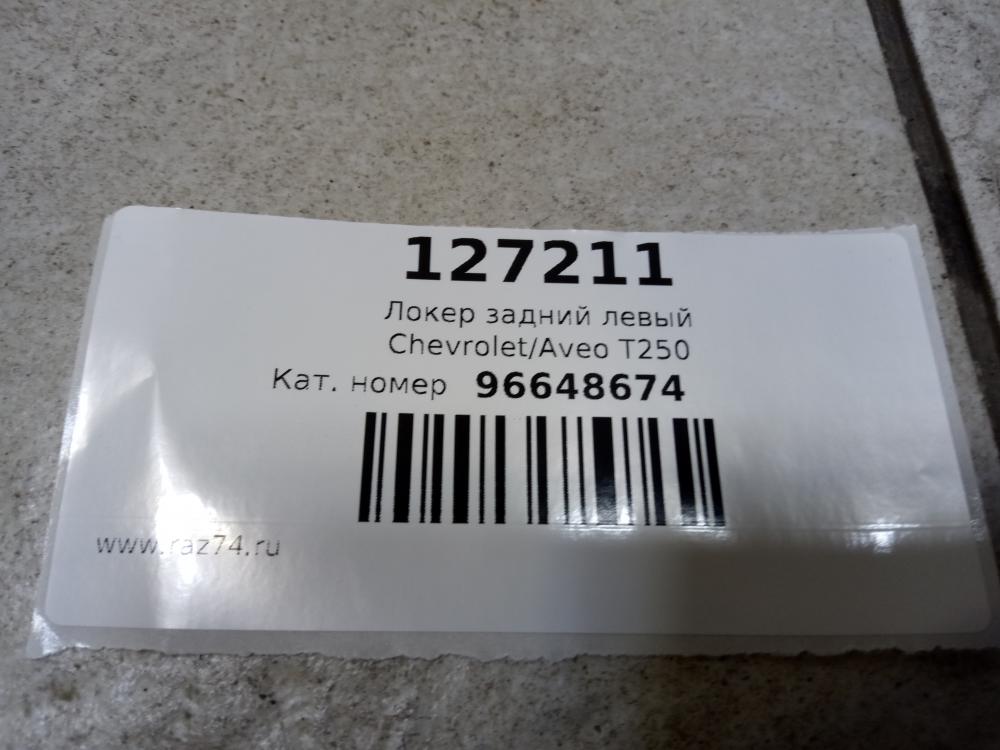 127211
Локер задний левый
Chevrolet/Aveo T250
Кат. номер 96648674
www.raz74.ru